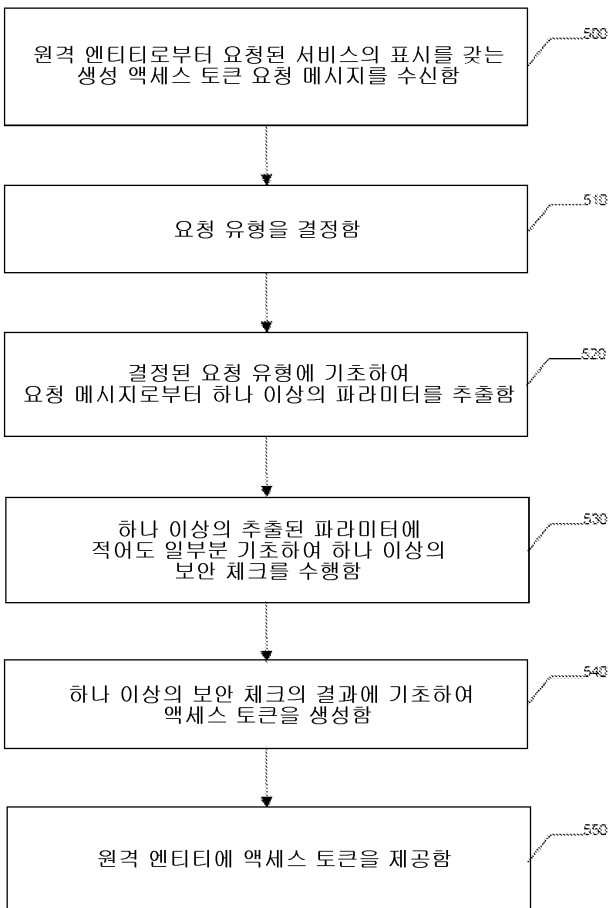 500
원격 엔티티로부터 요청된 서비스의 표시를 갖는
생성 액세스 토큰 요청 메시지를 수신함
510
요청 유형을 결정함
520
결정된 요청 유형에 기초하여
요청 메시지로부터 하나 이상의 파라미터를 추출함
530
하나 이상의 추출된 파라미터에
적어도 일부분 기초하여 하나 이상의
보안 체크를 수행함
540
하나 이상의 보안 체크의 결과에 기초하여
액세스 토큰을 생성함
550
원격 엔티티에 액세스 토큰을 제공함